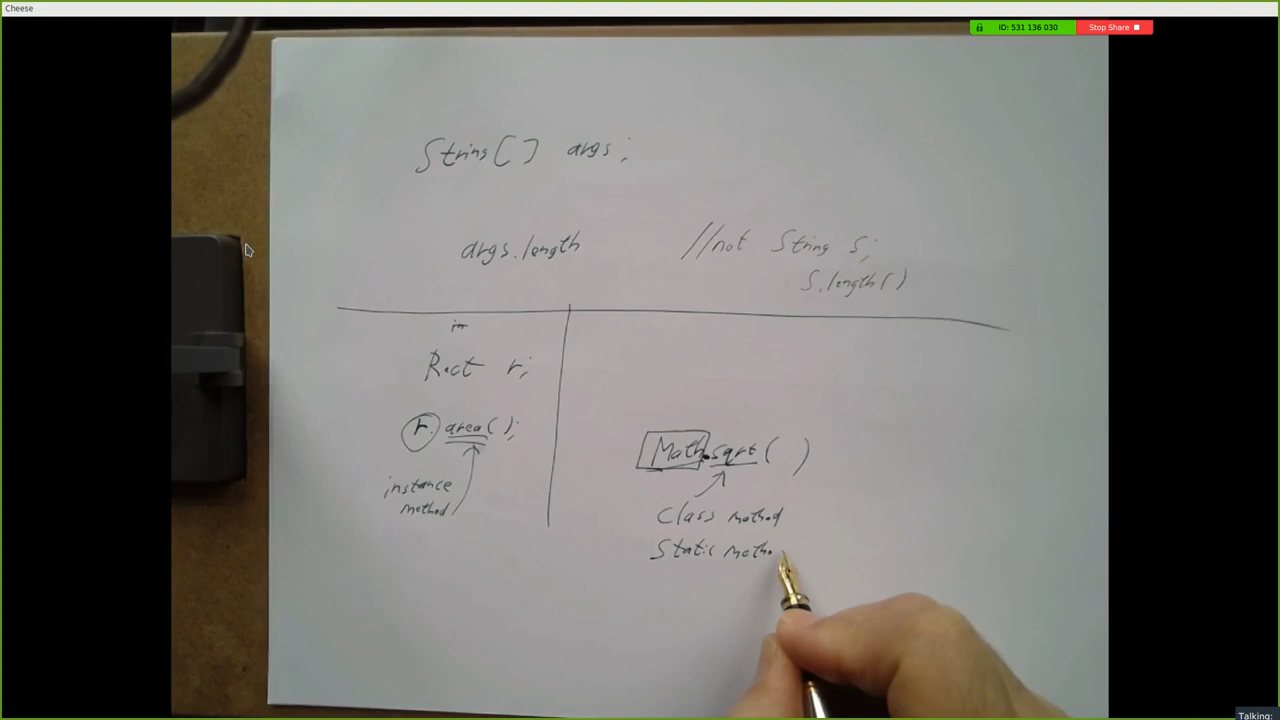 Cheese
ID: 531 136 030
Stop Share
String[] args;
args.length
//not String s;
s.length()
Rect r;
r.area();
instance
method
Math.sqrt( )
Class method
Static metho
Talking: